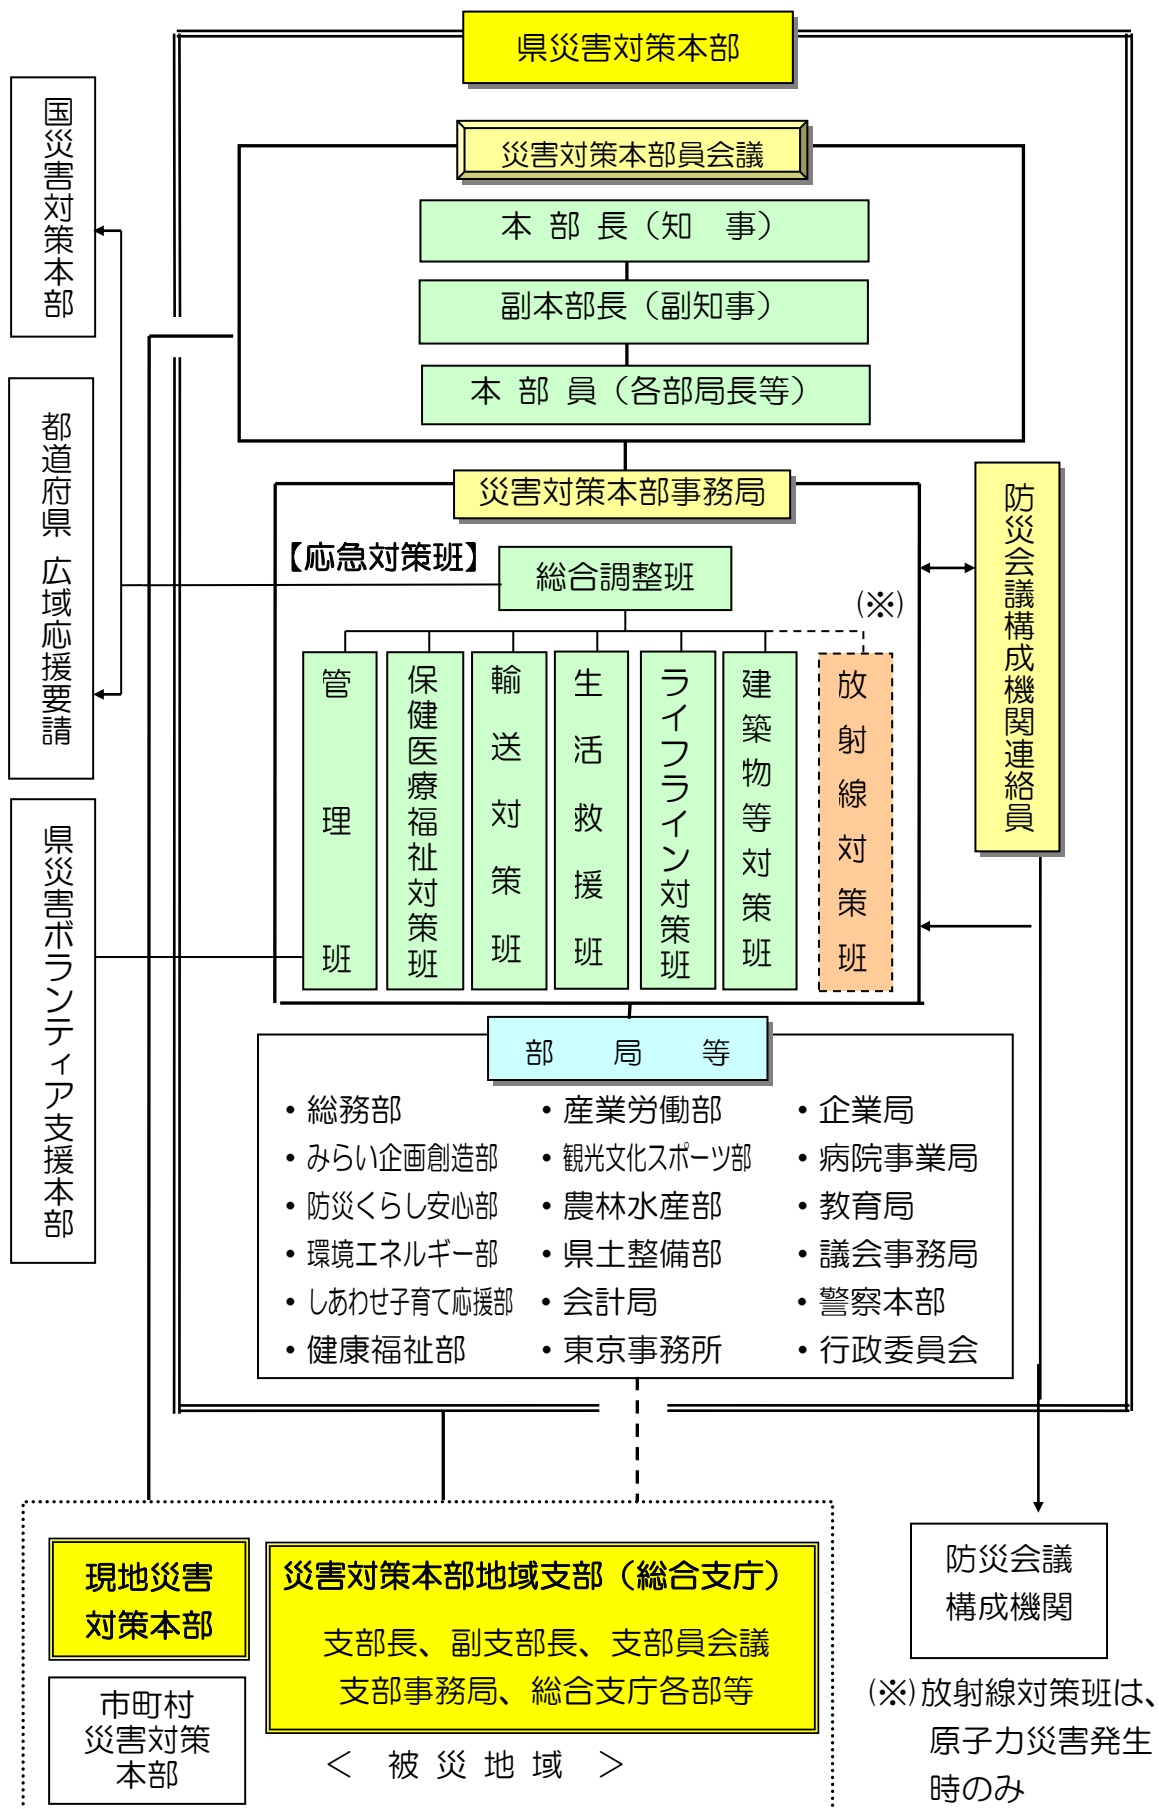 県災害対策本部
国災害対策本部
災害対策本部員会議
本部長（知　事）
副本部長（副知事）
本部員（各部局長等）
都道府県 広域応援要請
災害対策本部事務局
防災会議構成機関連絡員
【応急対策班】
総合調整班
(※)
管理班
保健医療福祉対策班
輸送対策班
生活救援班
ライフライン対策班
建築物等対策班
放射線対策班
県災害ボランティア支援本部
部　局　等
・総務部
・みらい企画創造部
・防災くらし安心部
・環境エネルギー部
・しあわせ子育て応援部
・健康福祉部
・産業労働部
・観光文化スポーツ部
・農林水産部
・県土整備部
・会計局
・東京事務所
・企業局
・病院事業局
・教育局
・議会事務局
・警察本部
・行政委員会
現地災害
対策本部
災害対策本部地域支部（総合支庁）
支部長、副支部長、支部員会議
支部事務局、総合支庁各部等
市町村
災害対策
本部
＜　被災地域　＞
防災会議
構成機関
(※)放射線対策班は、
原子力災害発生
時のみ